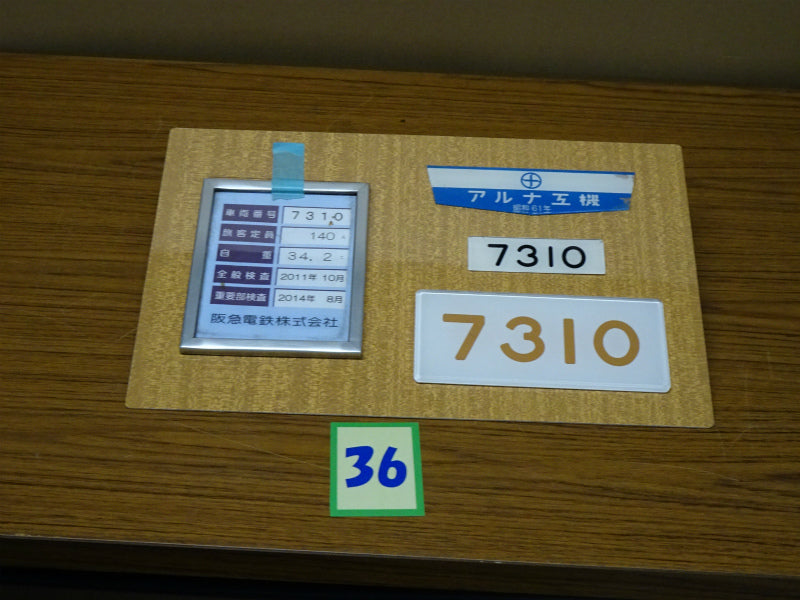 車両番号 7310
旅客定員 140 人
自重 34.2 t
全般検査 2011年 10月
重要部検査 2014年 8月
阪急電鉄株式会社
アルナ工機
昭和61年
7310
7310
36